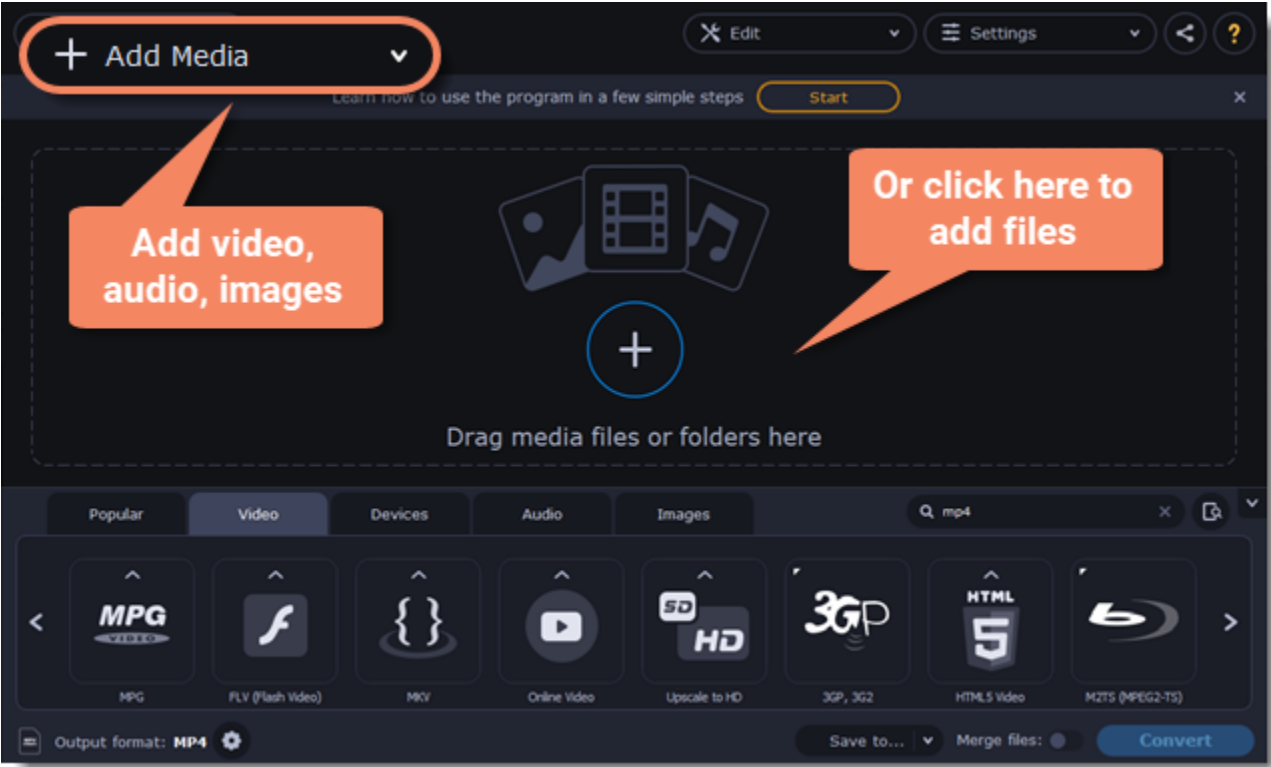 + Add Media
Edit
Settings
?
Learn how to use the program in a few simple steps
Start
Add video,
audio, images
Or click here to
add files
Drag media files or folders here
Popular
Video
Devices
Audio
Images
mp4
MPG
VIDEO
{ }
SD
HD
3GP
HTML
5
MPG
FLV (Flash Video)
MKV
Online Video
Upscale to HD
3GP, 3G2
HTML5 Video
M2TS (MPEG2-TS)
Output format: MP4
Save to...
Merge files:
Convert